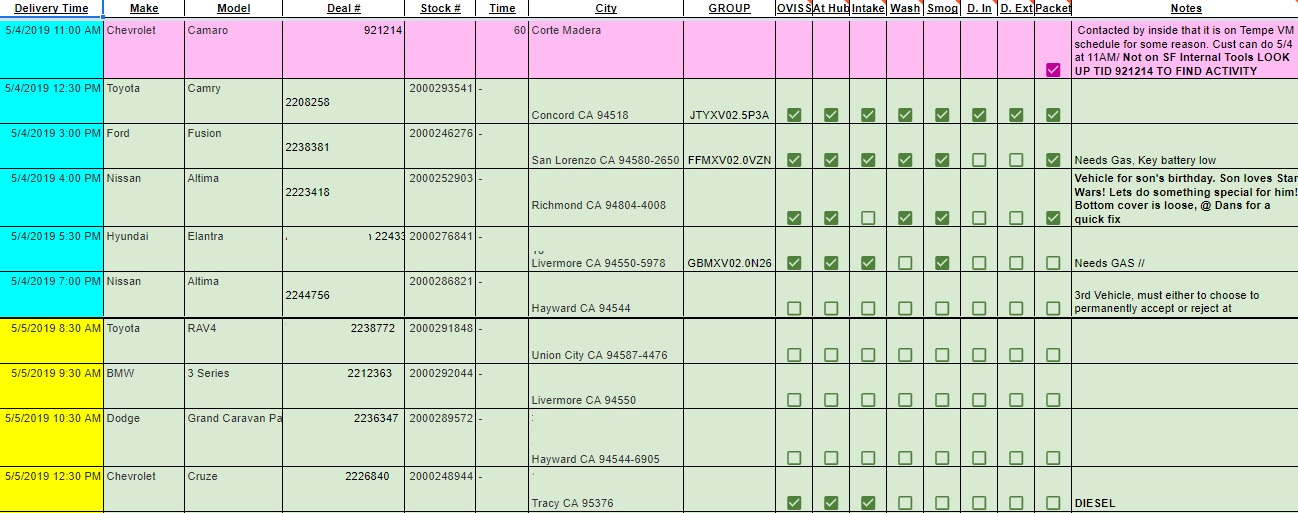 Delivery Time Make Model Deal # Stock # Time City GROUP OVISS At Hub Intake Wash Smog D. In D. Ext Packet Notes
5/4/2019 11:00 AM Chevrolet Camaro 921214 60 Corte Madera
Contacted by inside that it is on Tempe VM
schedule for some reason. Cust can do 5/4
at 11AM/ Not on SF Internal Tools LOOK
UP TID 921214 TO FIND ACTIVITY
5/4/2019 12:30 PM Toyota Camry 2208258 2000293541 - Concord CA 94518 JTYXV02.5P3A
5/4/2019 3:00 PM Ford Fusion 2238381 2000246276 - San Lorenzo CA 94580-2650 FFMXV02.0VZN Needs Gas, Key battery low
5/4/2019 4:00 PM Nissan Altima 2223418 2000252903 - Richmond CA 94804-4008
Vehicle for son's birthday. Son loves Star
Wars! Lets do something special for him!
Bottom cover is loose, @ Dans for a
quick fix
5/4/2019 5:30 PM Hyundai Elantra 22433 2000276841 - Livermore CA 94550-5978 GBMXV02.0N26 Needs GAS //
5/4/2019 7:00 PM Nissan Altima 2244756 2000286821 - Hayward CA 94544
3rd Vehicle, must either to choose to
permanently accept or reject at
5/5/2019 8:30 AM Toyota RAV4 2238772 2000291848 - Union City CA 94587-4476
5/5/2019 9:30 AM BMW 3 Series 2212363 2000292044 - Livermore CA 94550
5/5/2019 10:30 AM Dodge Grand Caravan Pa 2236347 2000289572 - Hayward CA 94544-6905
5/5/2019 12:30 PM Chevrolet Cruze 2226840 2000248944 - Tracy CA 95376 DIESEL